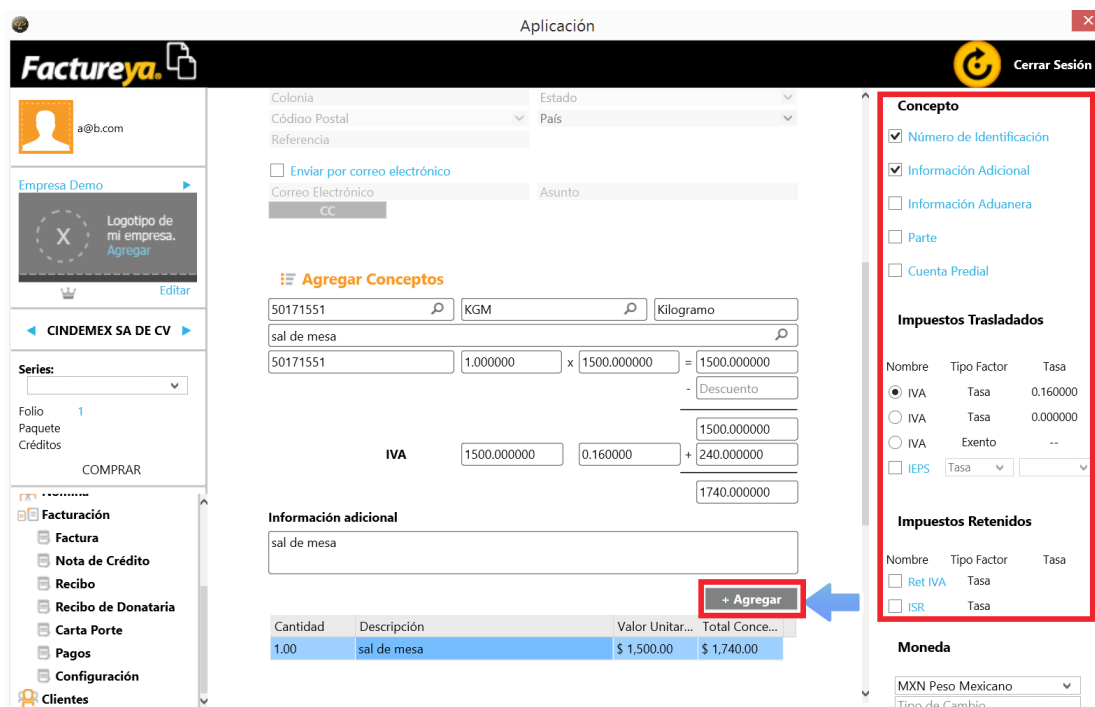 Aplicación
Factureya.
Cerrar Sesión
a@b.com
Empresa Demo
Logotipo de
mi empresa.
Agregar
X
Editar
CINDEMEX SA DE CV
Series:
Folio 1
Paquete
Créditos
COMPRAR
Nómina
Facturación
Factura
Nota de Crédito
Recibo
Recibo de Donataria
Carta Porte
Pagos
Configuración
Clientes
Colonia Estado
Código Postal País
Referencia
Enviar por correo electrónico
Correo Electrónico Asunto
CC
Agregar Conceptos
50171551 KGM Kilogramo
sal de mesa
50171551 1.000000 x 1500.000000 = 1500.000000
- Descuento
1500.000000
IVA 1500.000000 0.160000 + 240.000000
1740.000000
Información adicional
sal de mesa
+ Agregar
Cantidad Descripción Valor Unitar... Total Conce...
1.00 sal de mesa $ 1,500.00 $ 1,740.00
Concepto
Número de Identificación
Información Adicional
Información Aduanera
Parte
Cuenta Predial
Impuestos Trasladados
Nombre Tipo Factor Tasa
IVA Tasa 0.160000
IVA Tasa 0.000000
IVA Exento --
IEPS Tasa
Impuestos Retenidos
Nombre Tipo Factor Tasa
Ret IVA Tasa
ISR Tasa
Moneda
MXN Peso Mexicano
Tipo de Cambio